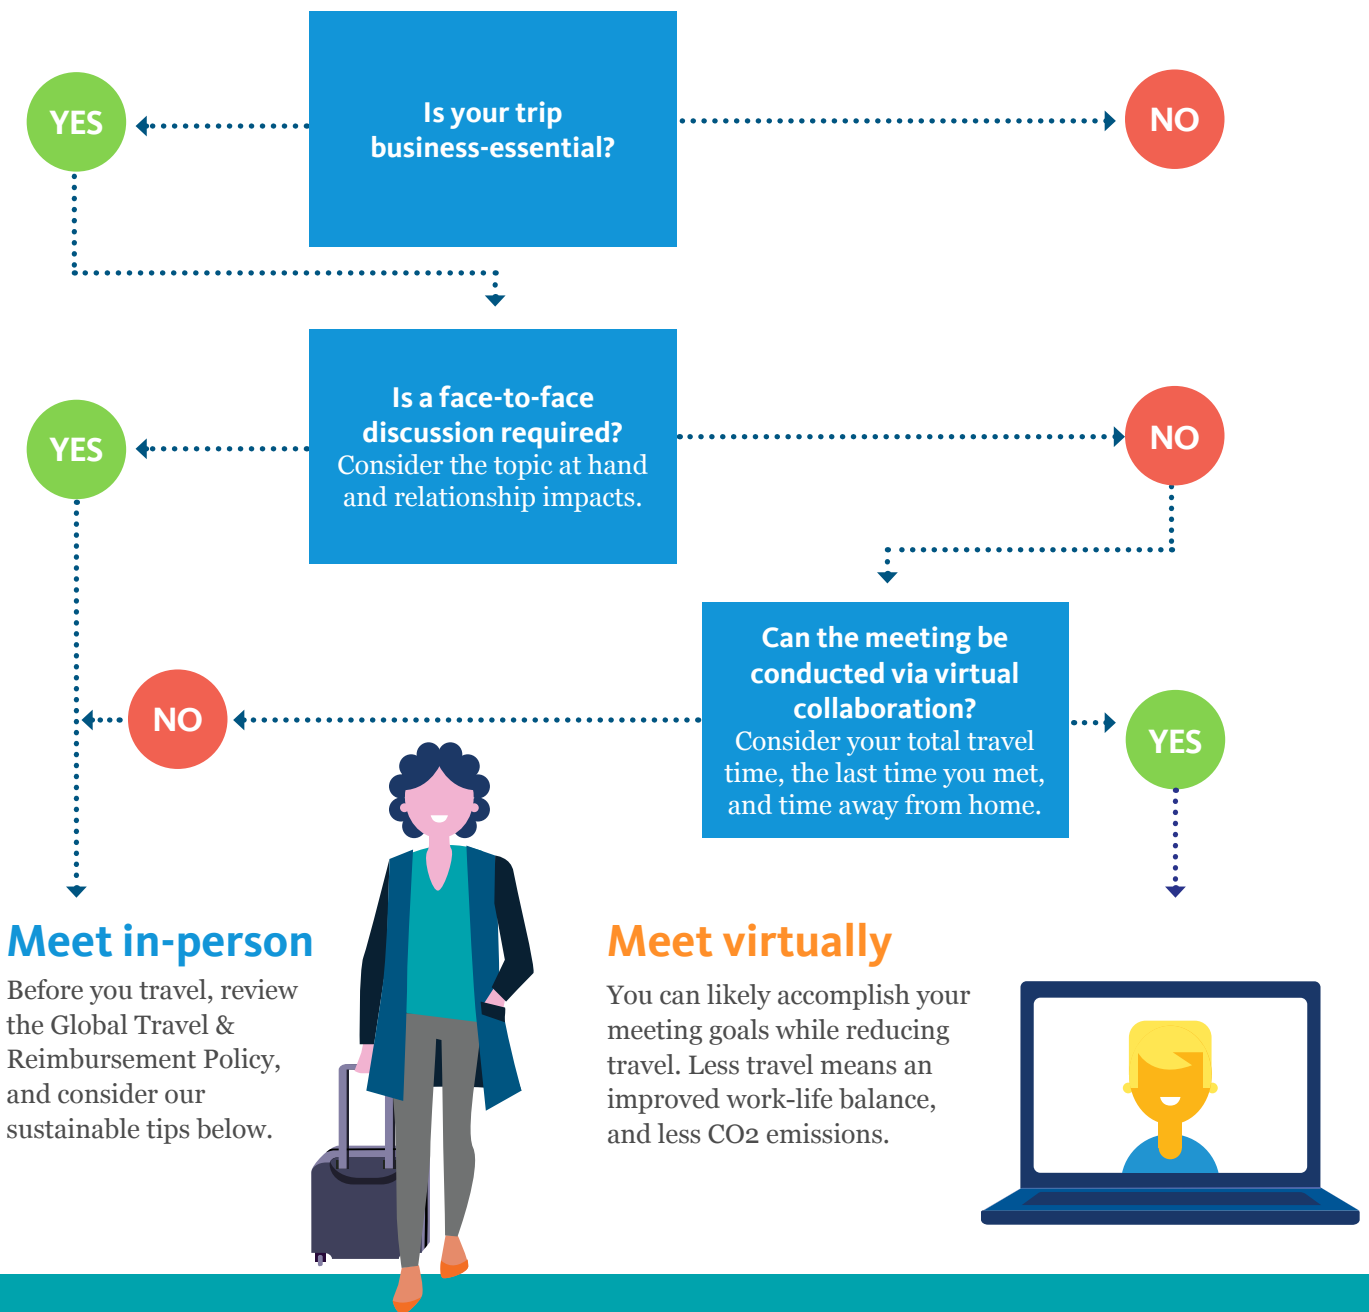 Is your trip
business-essential?
YES
NO
Is a face-to-face
discussion required?
Consider the topic at hand
and relationship impacts.
YES
NO
Can the meeting be
conducted via virtual
collaboration?
Consider your total travel
time, the last time you met,
and time away from home.
NO
YES
Meet in-person
Before you travel, review
the Global Travel &
Reimbursement Policy,
and consider our
sustainable tips below.
Meet virtually
You can likely accomplish your
meeting goals while reducing
travel. Less travel means an
improved work-life balance,
and less CO2 emissions.